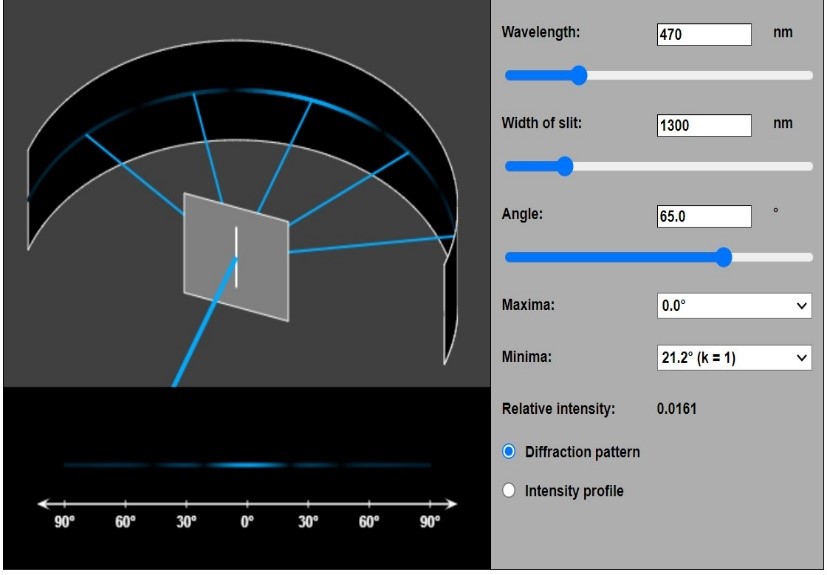 Wavelength: 470 nm
Width of slit: 1300 nm
Angle: 65.0 °
Maxima: 0.0°
Minima: 21.2° (k = 1)
Relative intensity: 0.0161
Diffraction pattern
Intensity profile
90° 60° 30° 0° 30° 60° 90°